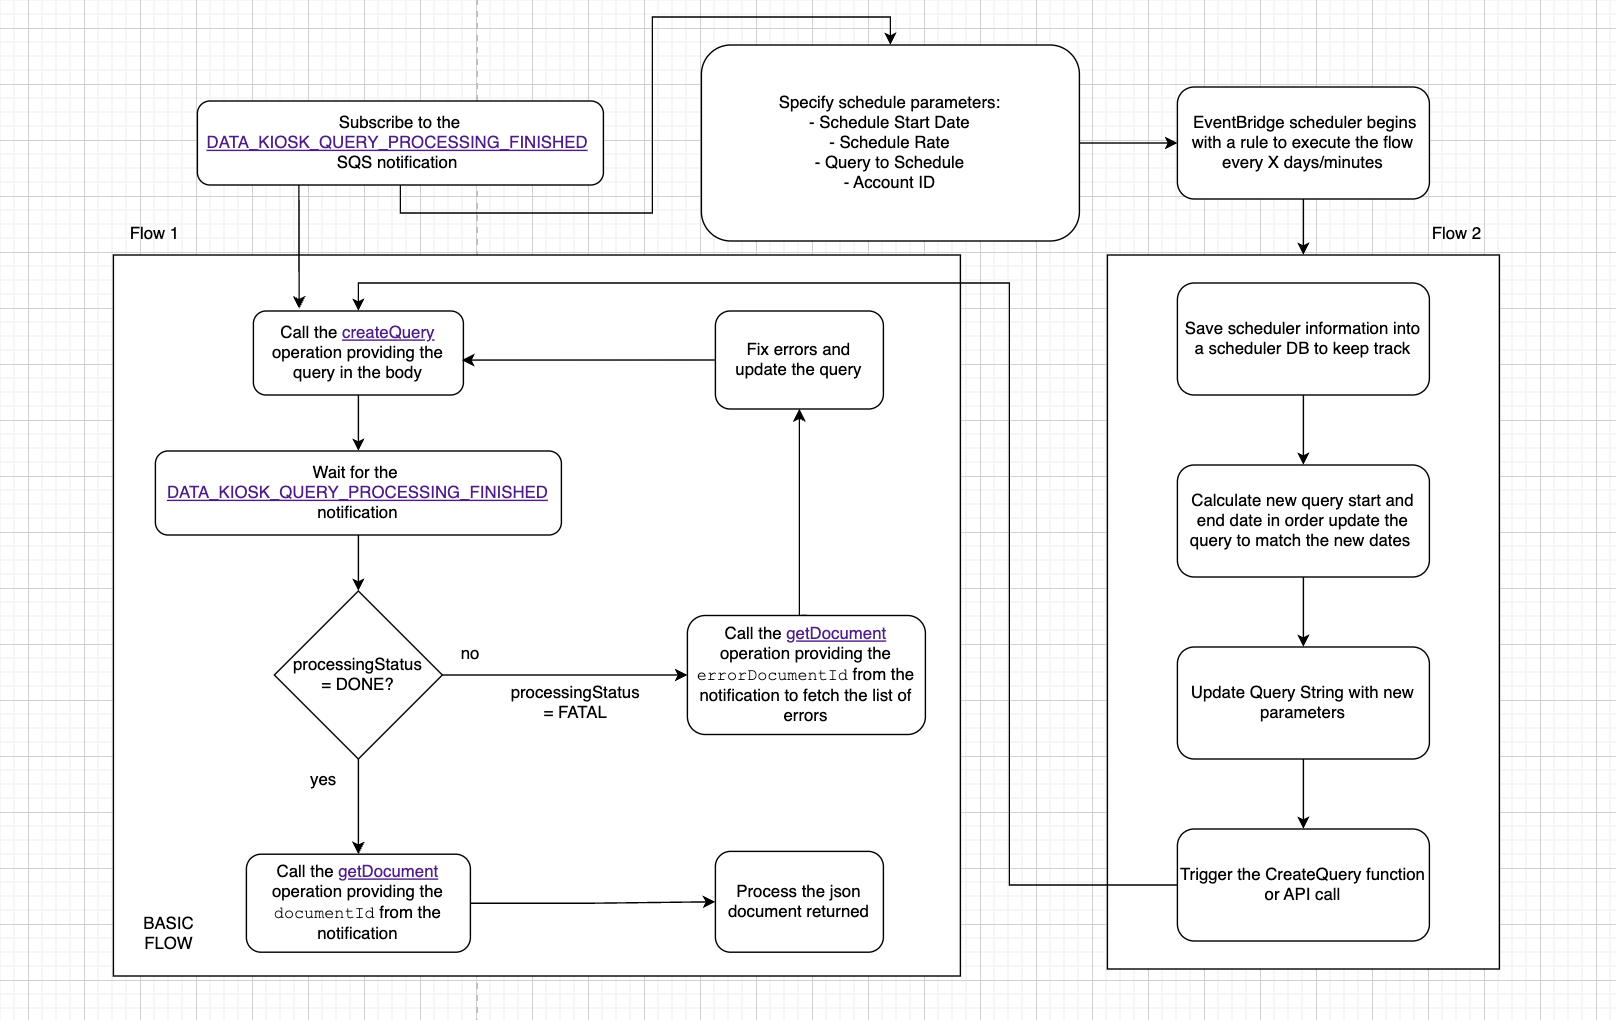 Subscribe to the
DATA_KIOSK_QUERY_PROCESSING_FINISHED
SQS notification
Specify schedule parameters:
- Schedule Start Date
- Schedule Rate
- Query to Schedule
- Account ID
EventBridge scheduler begins
with a rule to execute the flow
every X days/minutes
Flow 1
Call the createQuery
operation providing the
query in the body
Fix errors and
update the query
Wait for the
DATA_KIOSK_QUERY_PROCESSING_FINISHED
notification
processingStatus
= DONE?
no
processingStatus
= FATAL
Call the getDocument
operation providing the
errorDocumentId from the
notification to fetch the list of
errors
yes
Call the getDocument
operation providing the
documentId from the
notification
Process the json
document returned
BASIC
FLOW
Flow 2
Save scheduler information into
a scheduler DB to keep track
Calculate new query start and
end date in order update the
query to match the new dates
Update Query String with new
parameters
Trigger the CreateQuery function
or API call